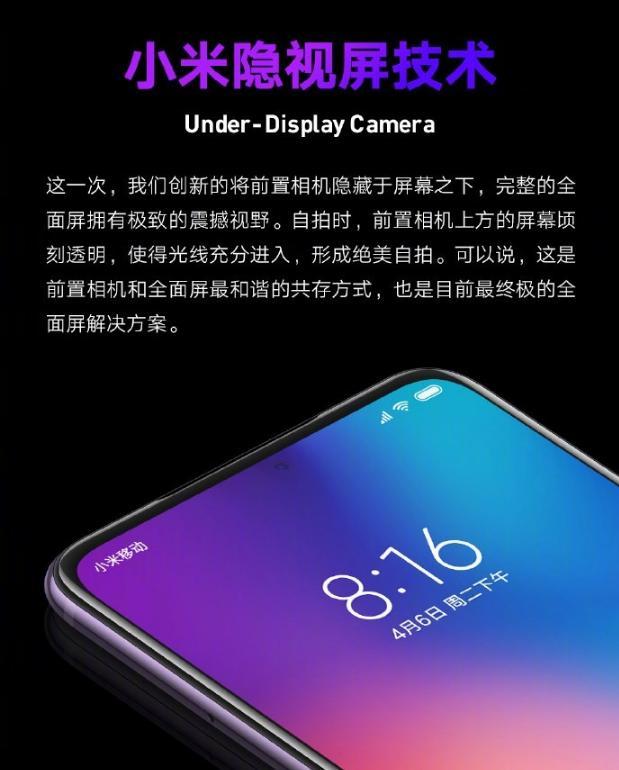 小米隐视屏技术
Under-Display Camera
这一次，我们创新的将前置相机隐藏于屏幕之下，完整的全
面屏拥有极致的震撼视野。自拍时，前置相机上方的屏幕顷
刻透明，使得光线充分进入，形成绝美自拍。可以说，这是
前置相机和全面屏最和谐的共存方式，也是目前最终极的全
面屏解决方案。
小米移动
8:16
4月6日 周二下午